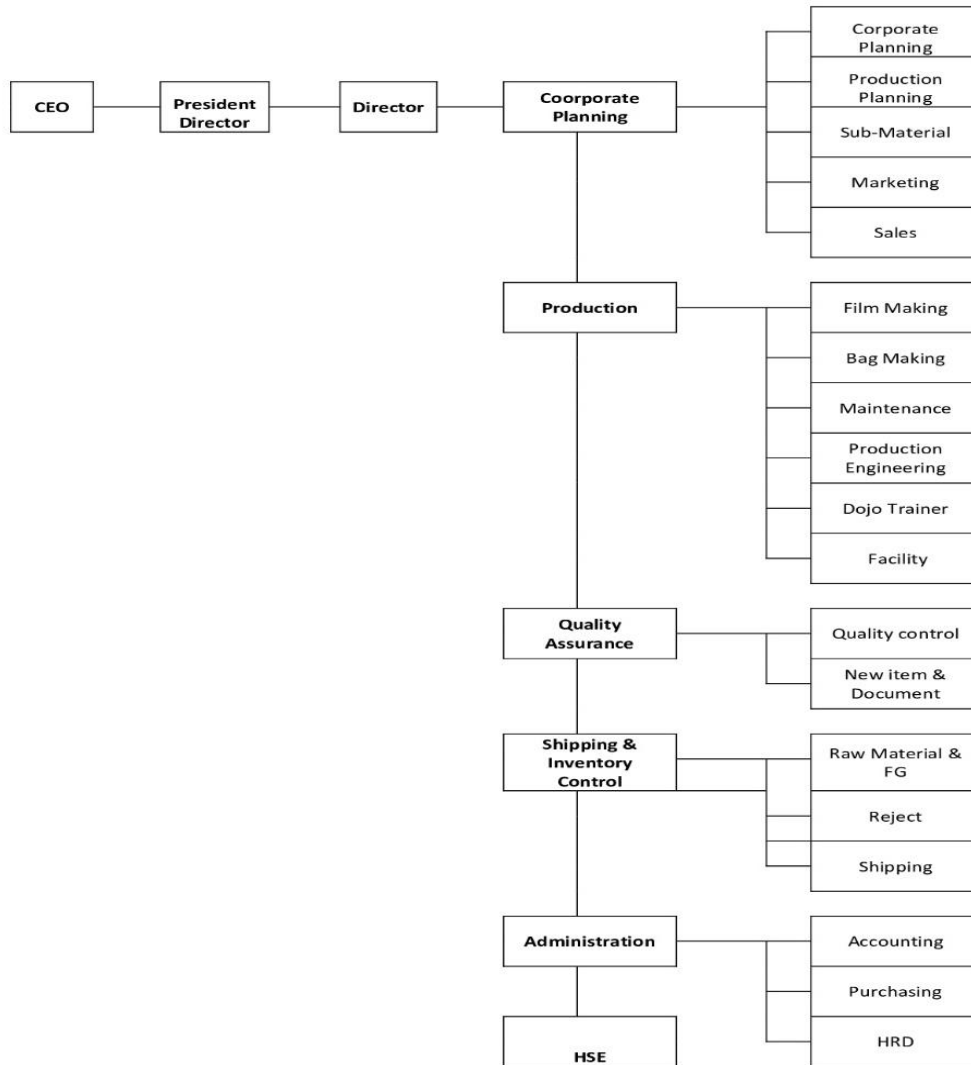 CEO
President
Director
Director
Coorporate
Planning
Corporate
Planning
Production
Planning
Sub-Material
Marketing
Sales
Production
Film Making
Bag Making
Maintenance
Production
Engineering
Dojo Trainer
Facility
Quality
Assurance
Quality control
New item &
Document
Shipping &
Inventory
Control
Raw Material &
FG
Reject
Shipping
Administration
Accounting
Purchasing
HRD
HSE